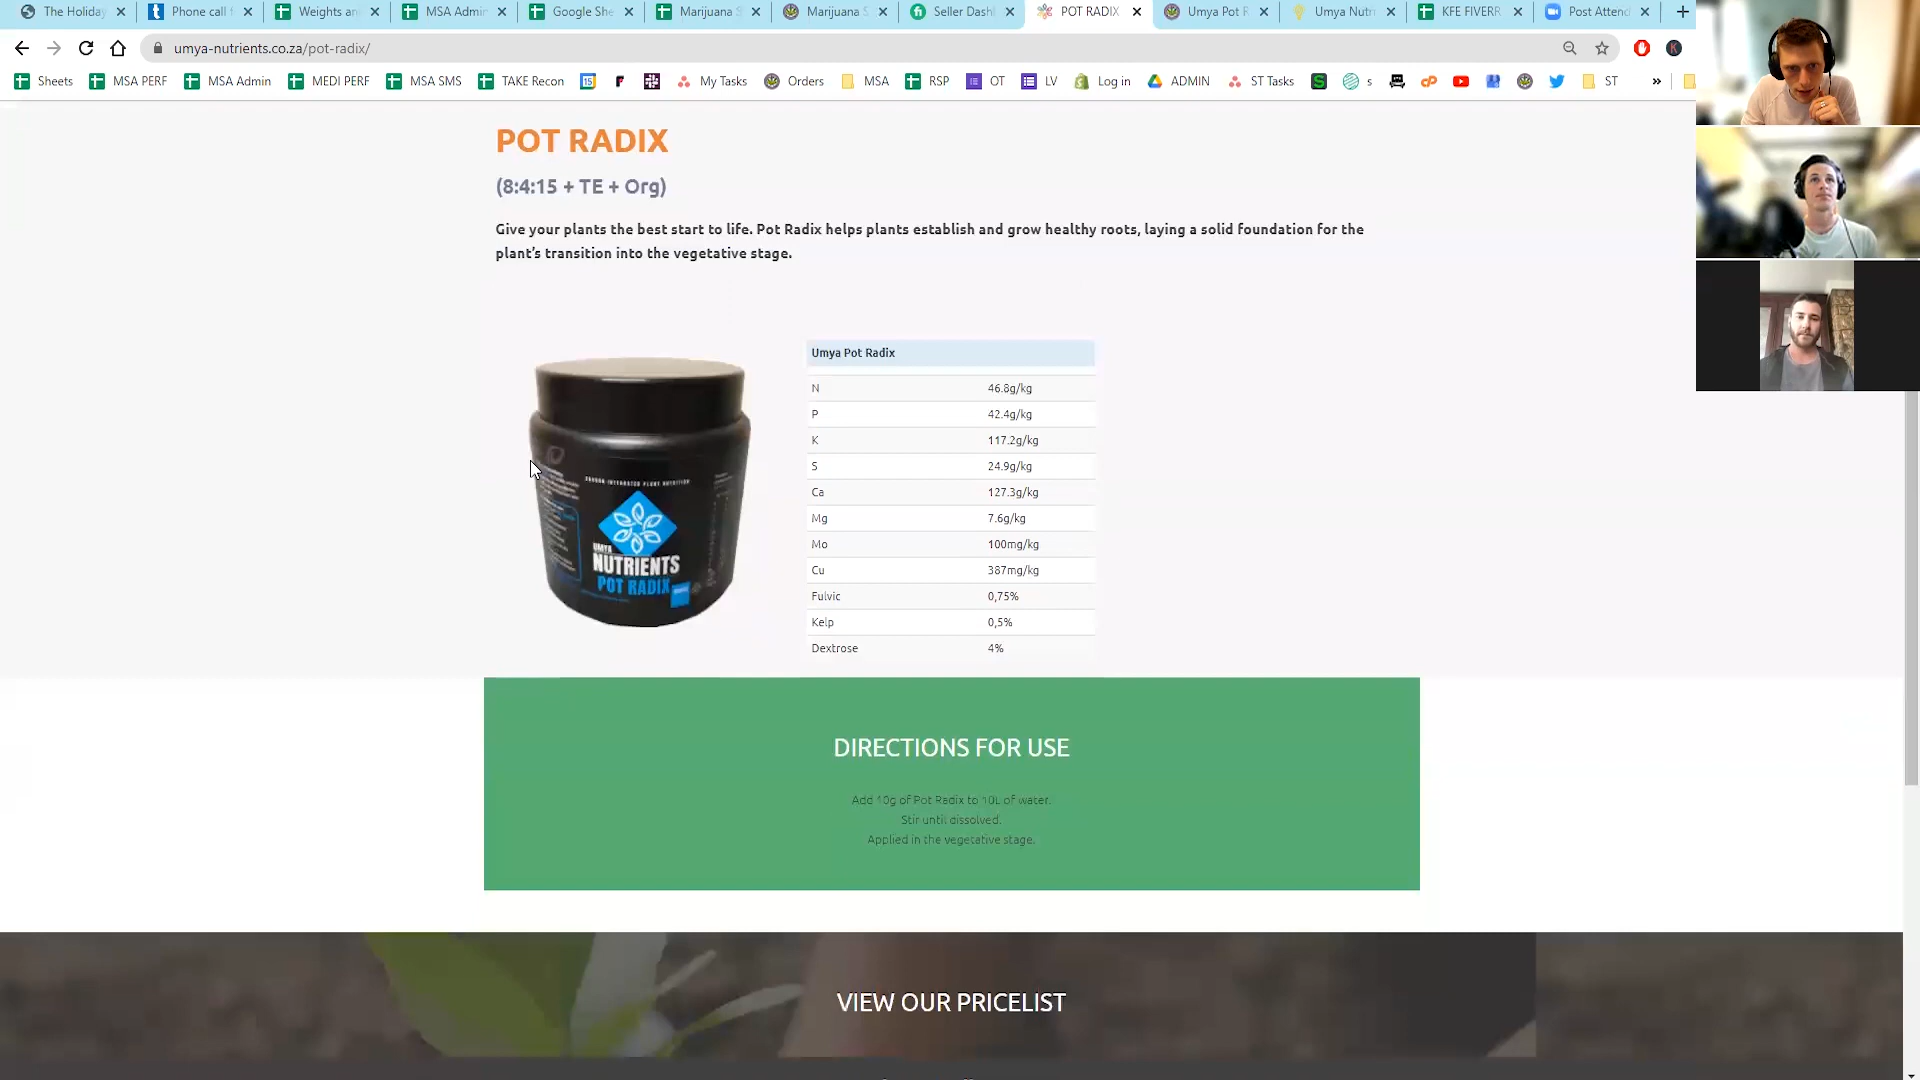 The Holiday
Phone call f
Weights an
MSA Admin
Google She
Marijuana S
Marijuana S
Seller Dash
POT RADIX
Umya Pot R
Umya Nutri
KFE FIVERR
Post Attend
umya-nutrients.co.za/pot-radix/
K
Sheets
MSA PERF
MSA Admin
MEDI PERF
MSA SMS
TAKE Recon
My Tasks
Orders
MSA
RSP
OT
LV
Log in
ADMIN
ST Tasks
s
ST
POT RADIX
(8:4:15 + TE + Org)
Give your plants the best start to life. Pot Radix helps plants establish and grow healthy roots, laying a solid foundation for the
plant's transition into the vegetative stage.
Umya Pot Radix
N 46.8g/kg
P 42.4g/kg
K 117.2g/kg
S 24.9g/kg
Ca 127.3g/kg
Mg 7.6g/kg
Mo 100mg/kg
Cu 387mg/kg
Fulvic 0,75%
Kelp 0,5%
Dextrose 4%
CARBON INTEGRATED PLANT NUTRITION
UMYA
NUTRIENTS
POT RADIX
DIRECTIONS FOR USE
Add 10g of Pot Radix to 10L of water.
Stir until dissolved.
Applied in the vegetative stage.
VIEW OUR PRICELIST